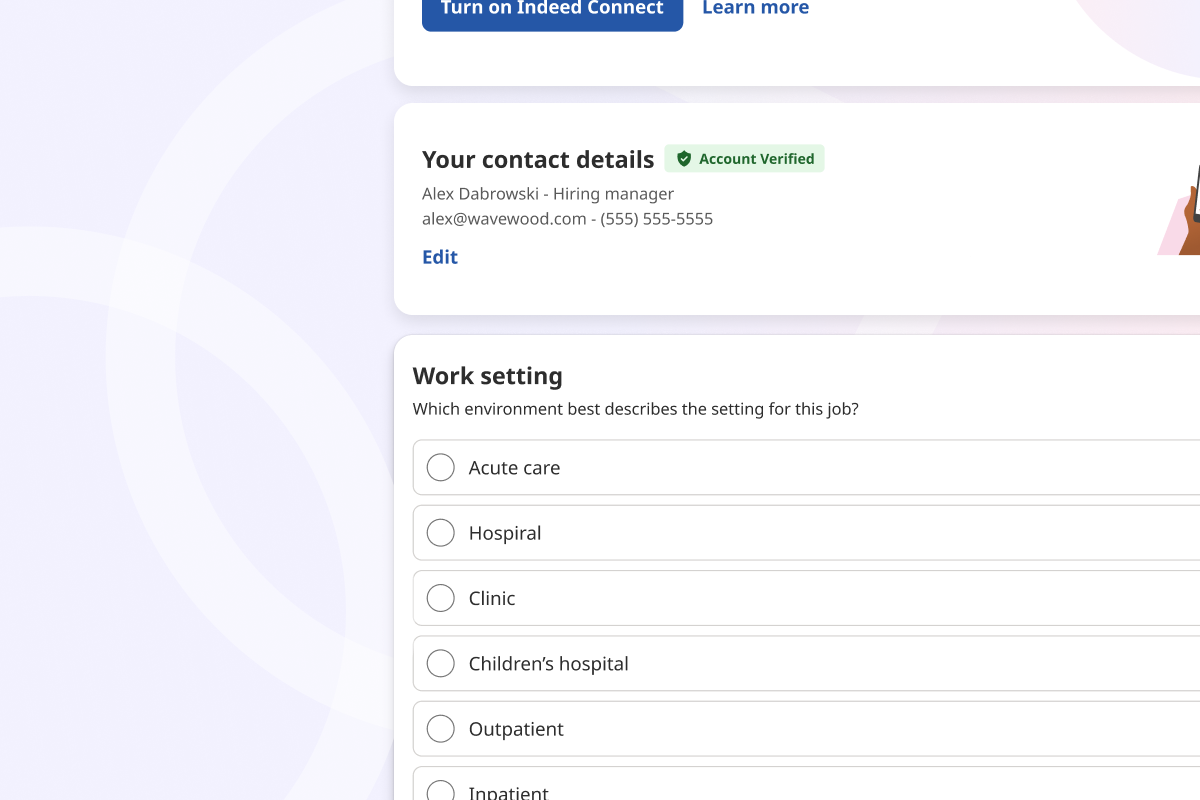 Turn on Indeed Connect Learn more
Your contact details Account Verified
Alex Dabrowski - Hiring manager
alex@wavewood.com - (555) 555-5555
Edit
Work setting
Which environment best describes the setting for this job?
Acute care
Hospiral
Clinic
Children’s hospital
Outpatient
Inpatient